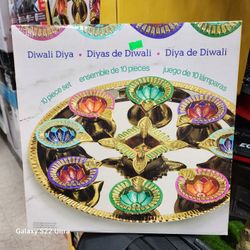 Diwali Diya • Diyas de Diwali • Diya de Diwali
10 piece set
ensemble de 10 pièces
juego de 10 lámparas
Galaxy S22 Ultra